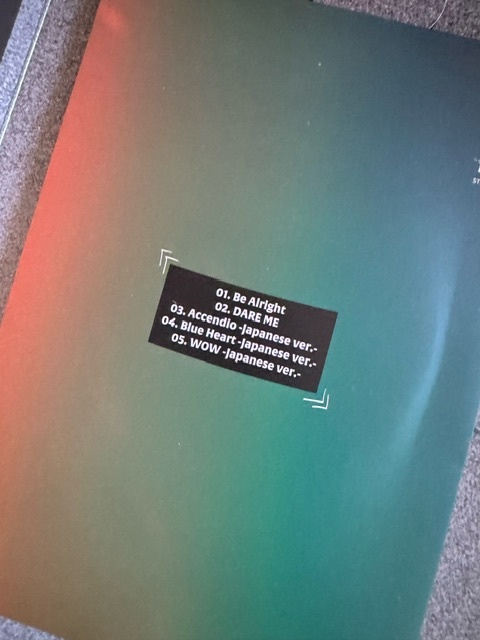 01. Be Alright
02. DARE ME
03. Accendio -Japanese ver.-
04. Blue Heart -Japanese ver.-
05. WOW -Japanese ver.-